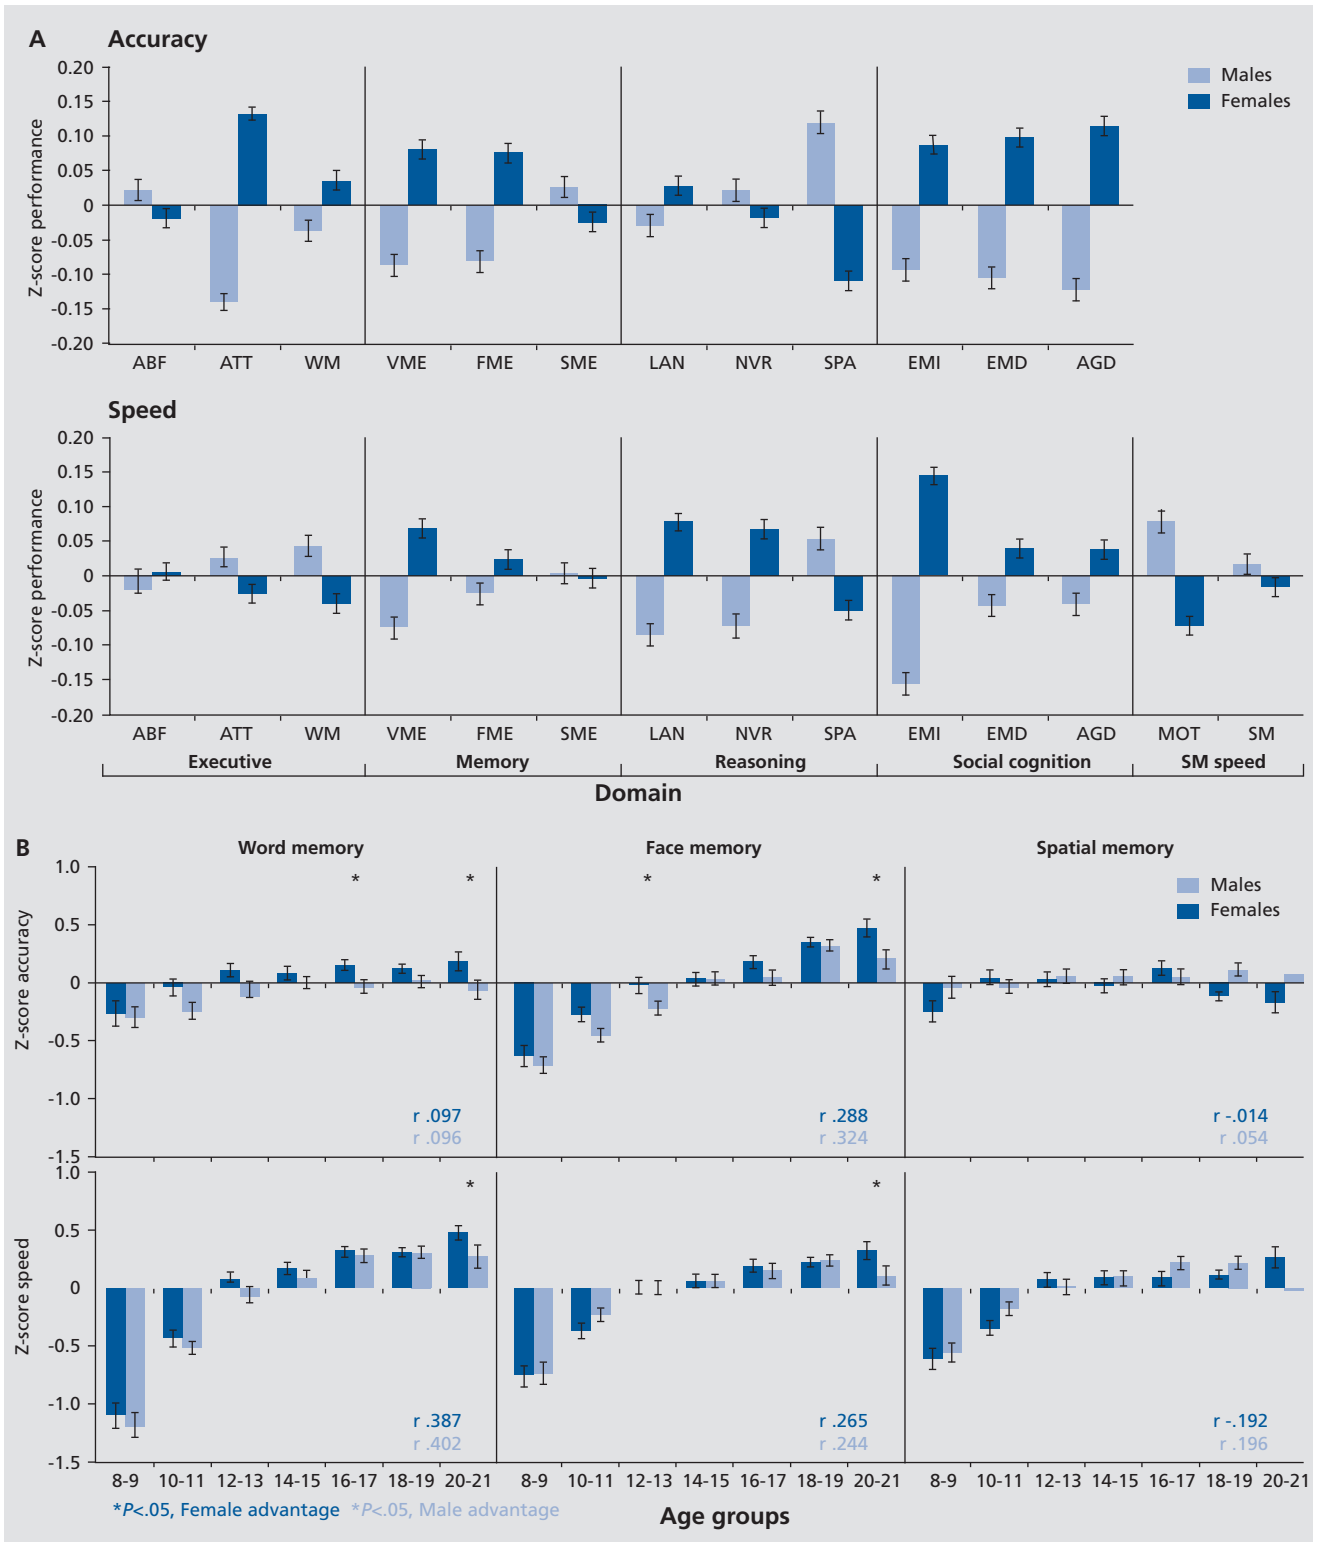 A Accuracy
Males
Females
Z-score performance
0.20
0.15
0.10
0.05
0
-0.05
-0.10
-0.15
-0.20
ABF ATT WM VME FME SME LAN NVR SPA EMI EMD AGD
Speed
Z-score performance
0.20
0.15
0.10
0.05
0
-0.05
-0.10
-0.15
-0.20
ABF ATT WM VME FME SME LAN NVR SPA EMI EMD AGD MOT SM
Executive Memory Reasoning Social cognition SM speed
Domain
B Word memory Face memory Spatial memory
Males
Females
Z-score accuracy
1.0
0.5
0
-0.5
-1.0
-1.5
* * * *
r .097 r .288 r -.014
r .096 r .324 r .054
Z-score speed
1.0
0.5
0
-0.5
-1.0
-1.5
* *
r .387 r .265 r -.192
r .402 r .244 r .196
8-9 10-11 12-13 14-15 16-17 18-19 20-21 8-9 10-11 12-13 14-15 16-17 18-19 20-21 8-9 10-11 12-13 14-15 16-17 18-19 20-21
*P<.05, Female advantage *P<.05, Male advantage
Age groups